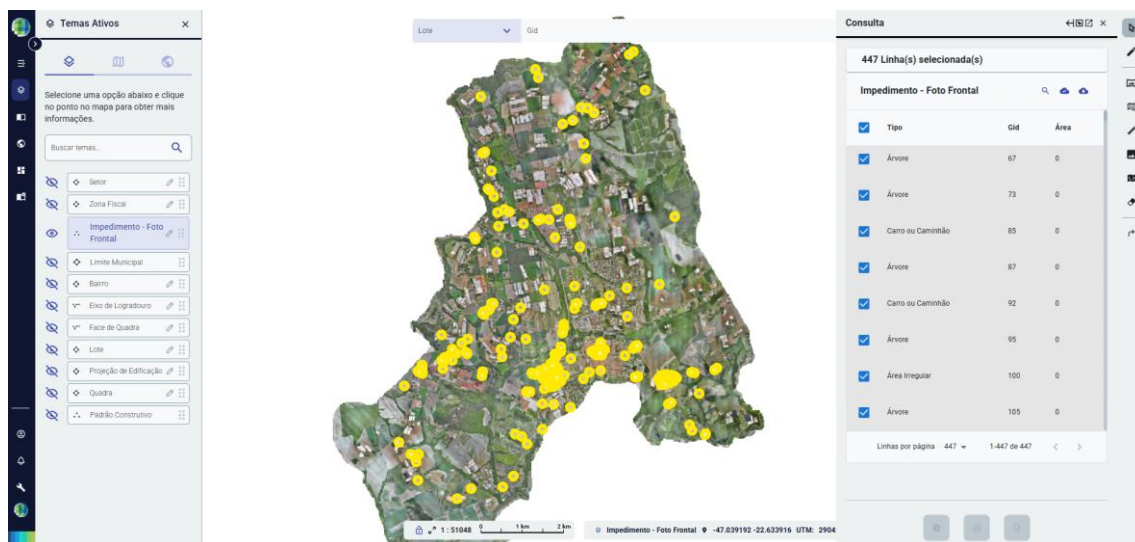 Temas Ativos
Selecione uma opção abaixo e clique
no ponto no mapa para obter mais
informações.
Buscar temas...
Setor
Zona Fiscal
Impedimento - Foto
Frontal
Limite Municipal
Bairro
Eixo de Logradouro
Face de Quadra
Lote
Projeção de Edificação
Quadra
Padrão Construtivo
Lote
Gid
1 : 51048
0 1 km 2 km
Impedimento - Foto Frontal -47.039192 -22.633916 UTM: 2904
Consulta
447 Linha(s) selecionada(s)
Impedimento - Foto Frontal
Tipo Gid Área
Árvore 67 0
Árvore 73 0
Carro ou Caminhão 85 0
Árvore 87 0
Carro ou Caminhão 92 0
Árvore 95 0
Área Irregular 100 0
Árvore 105 0
Linhas por página 447 1-447 de 447